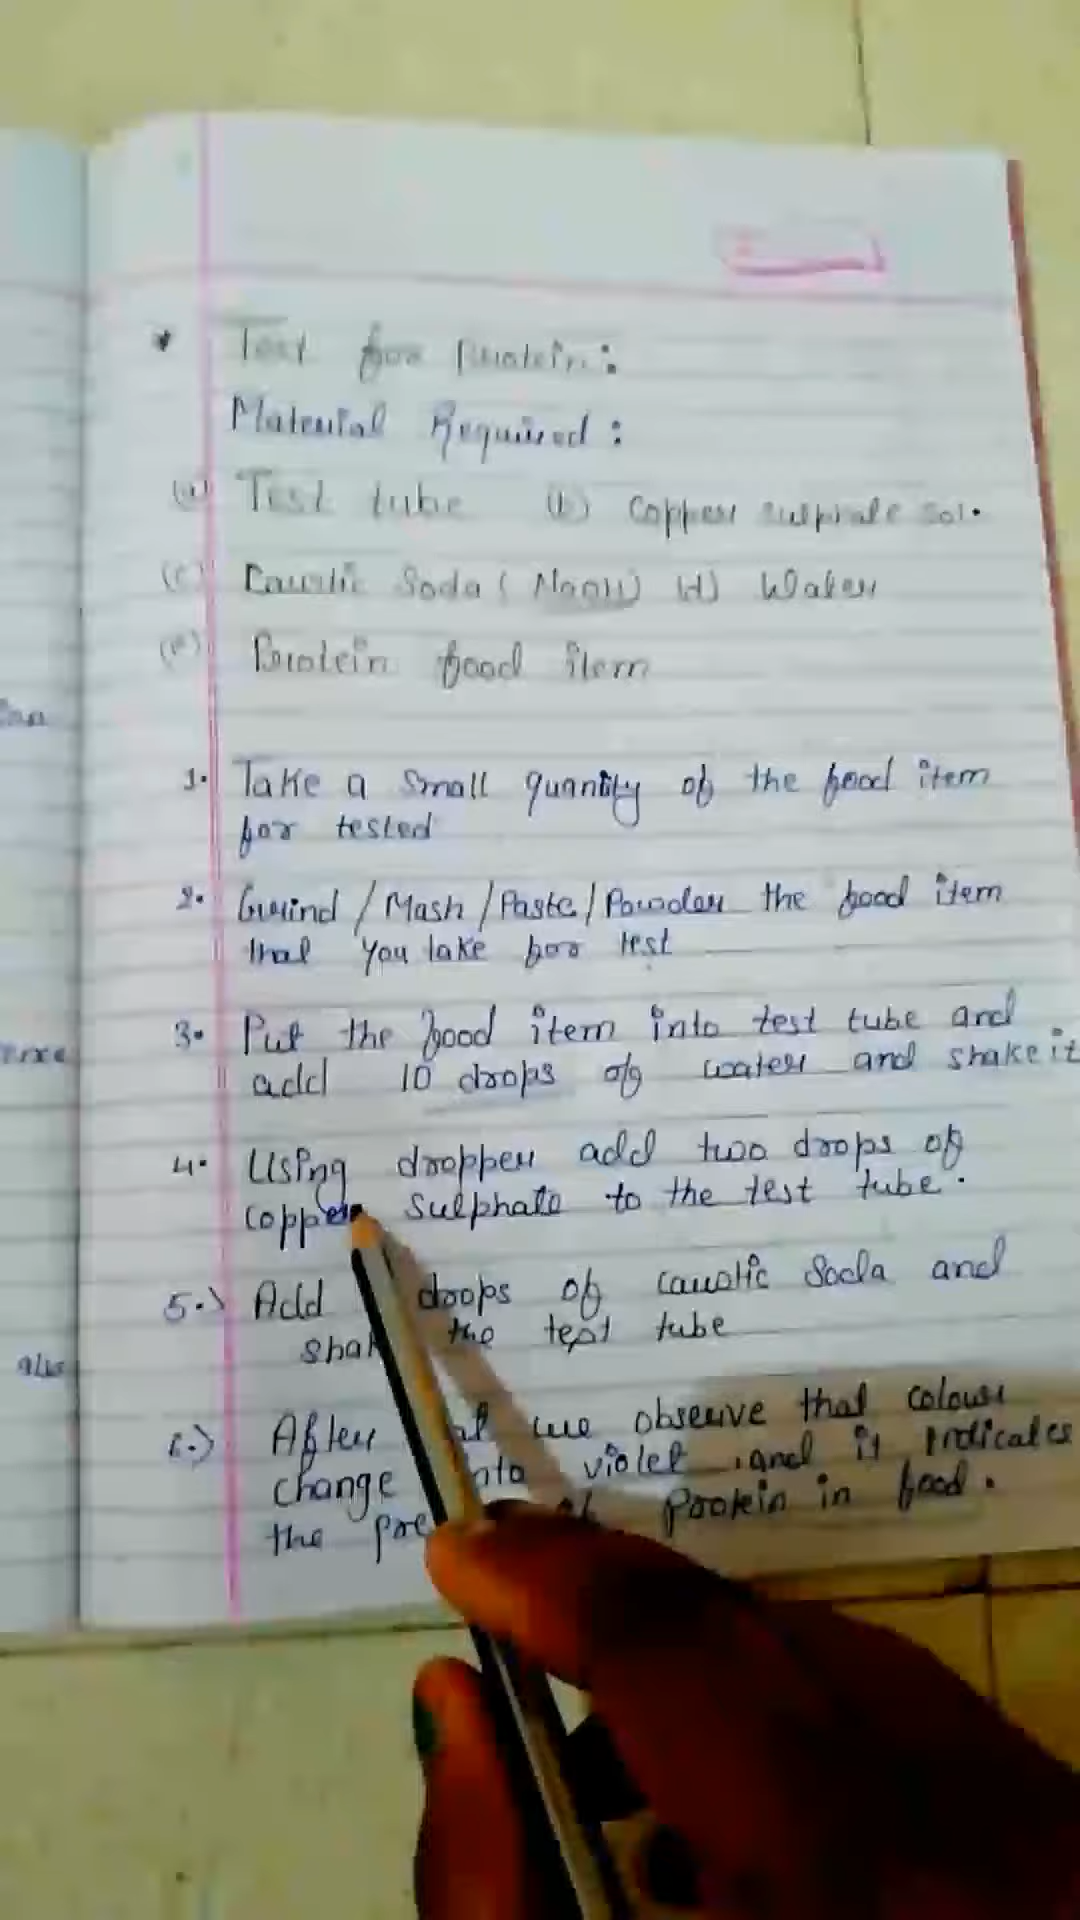 * Test for Protein:
Material Required:
(a) Test tube (b) Copper sulphate sol.
(c) Caustic Soda (NaOH) (d) Water
(e) Protein food item
1. Take a small quantity of the food item
for tested
2. Grind / Mash / Paste / Powder the food item
that you take for test
3. Put the food item into test tube and
add 10 drops of water and shake it
4. Using dropper add two drops of
copper sulphate to the test tube.
5.) Add drops of caustic Soda and
the test tube
6.) After we observe that colour
change into violet and it indicates
the of Protein in food.